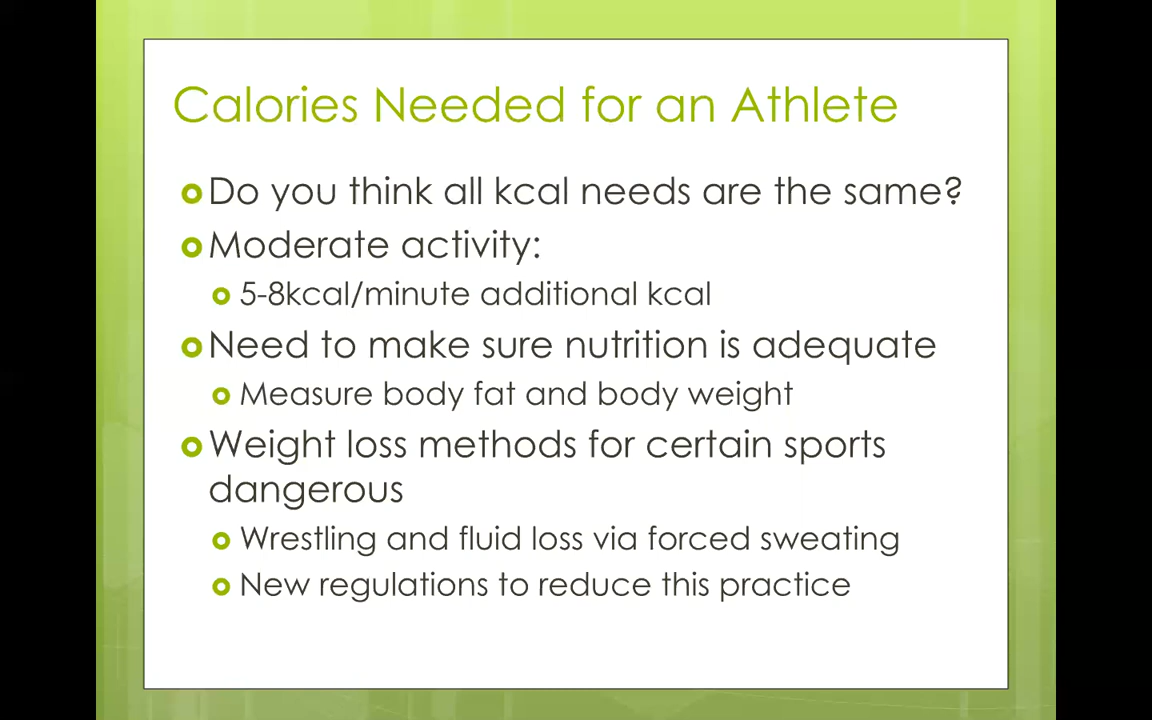 Calories Needed for an Athlete
Do you think all kcal needs are the same?
Moderate activity:
5-8kcal/minute additional kcal
Need to make sure nutrition is adequate
Measure body fat and body weight
Weight loss methods for certain sports
dangerous
Wrestling and fluid loss via forced sweating
New regulations to reduce this practice